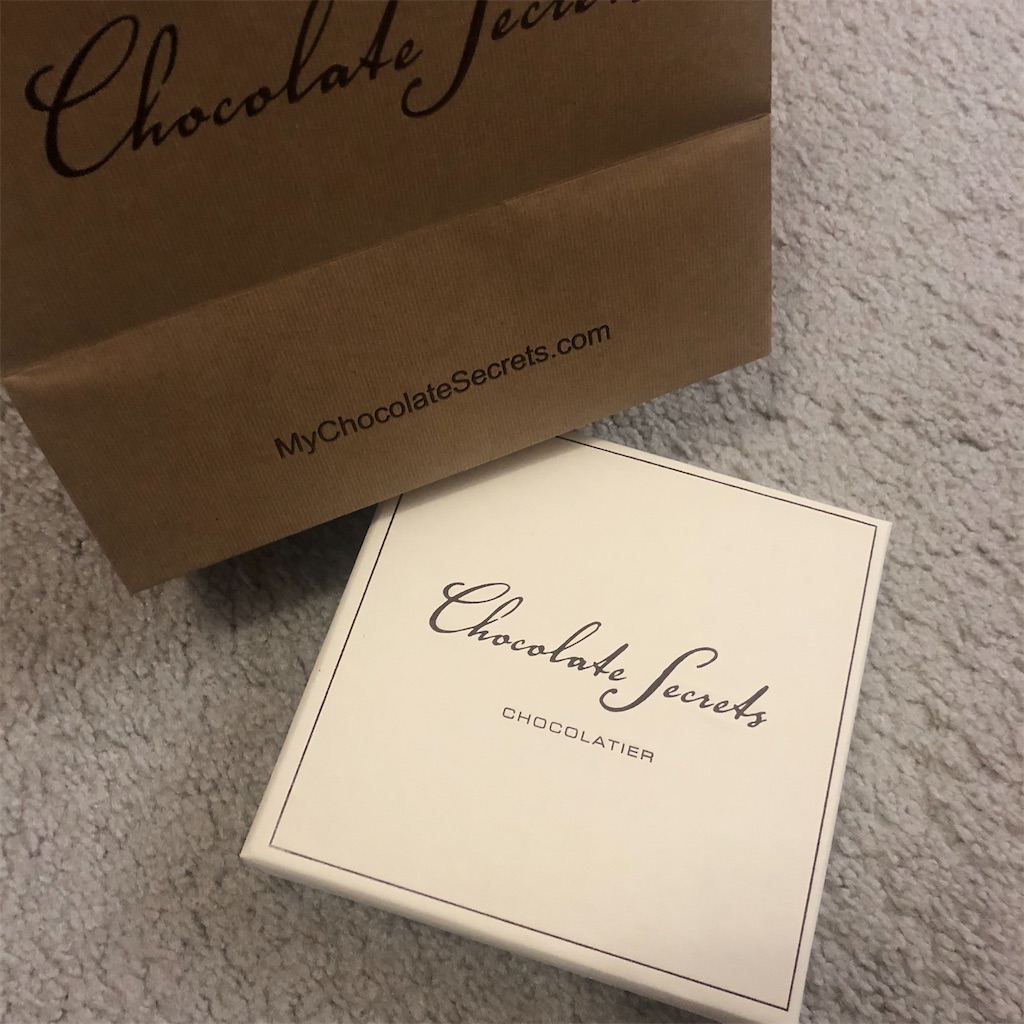 Chocolate Secrets
MyChocolateSecrets.com
Chocolate Secrets
CHOCOLATIER